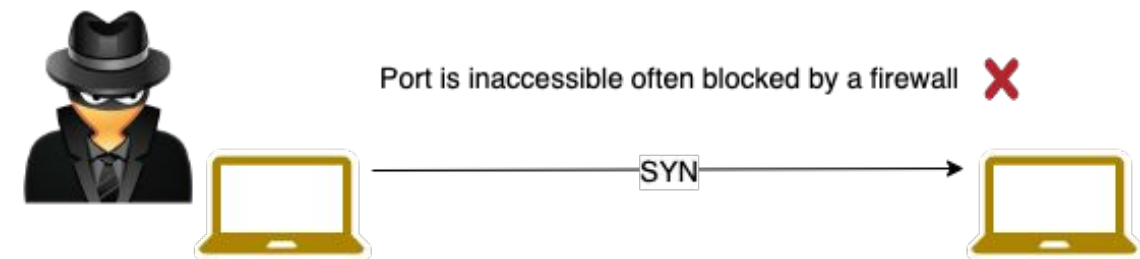 Port is inaccessible often blocked by a firewall
SYN